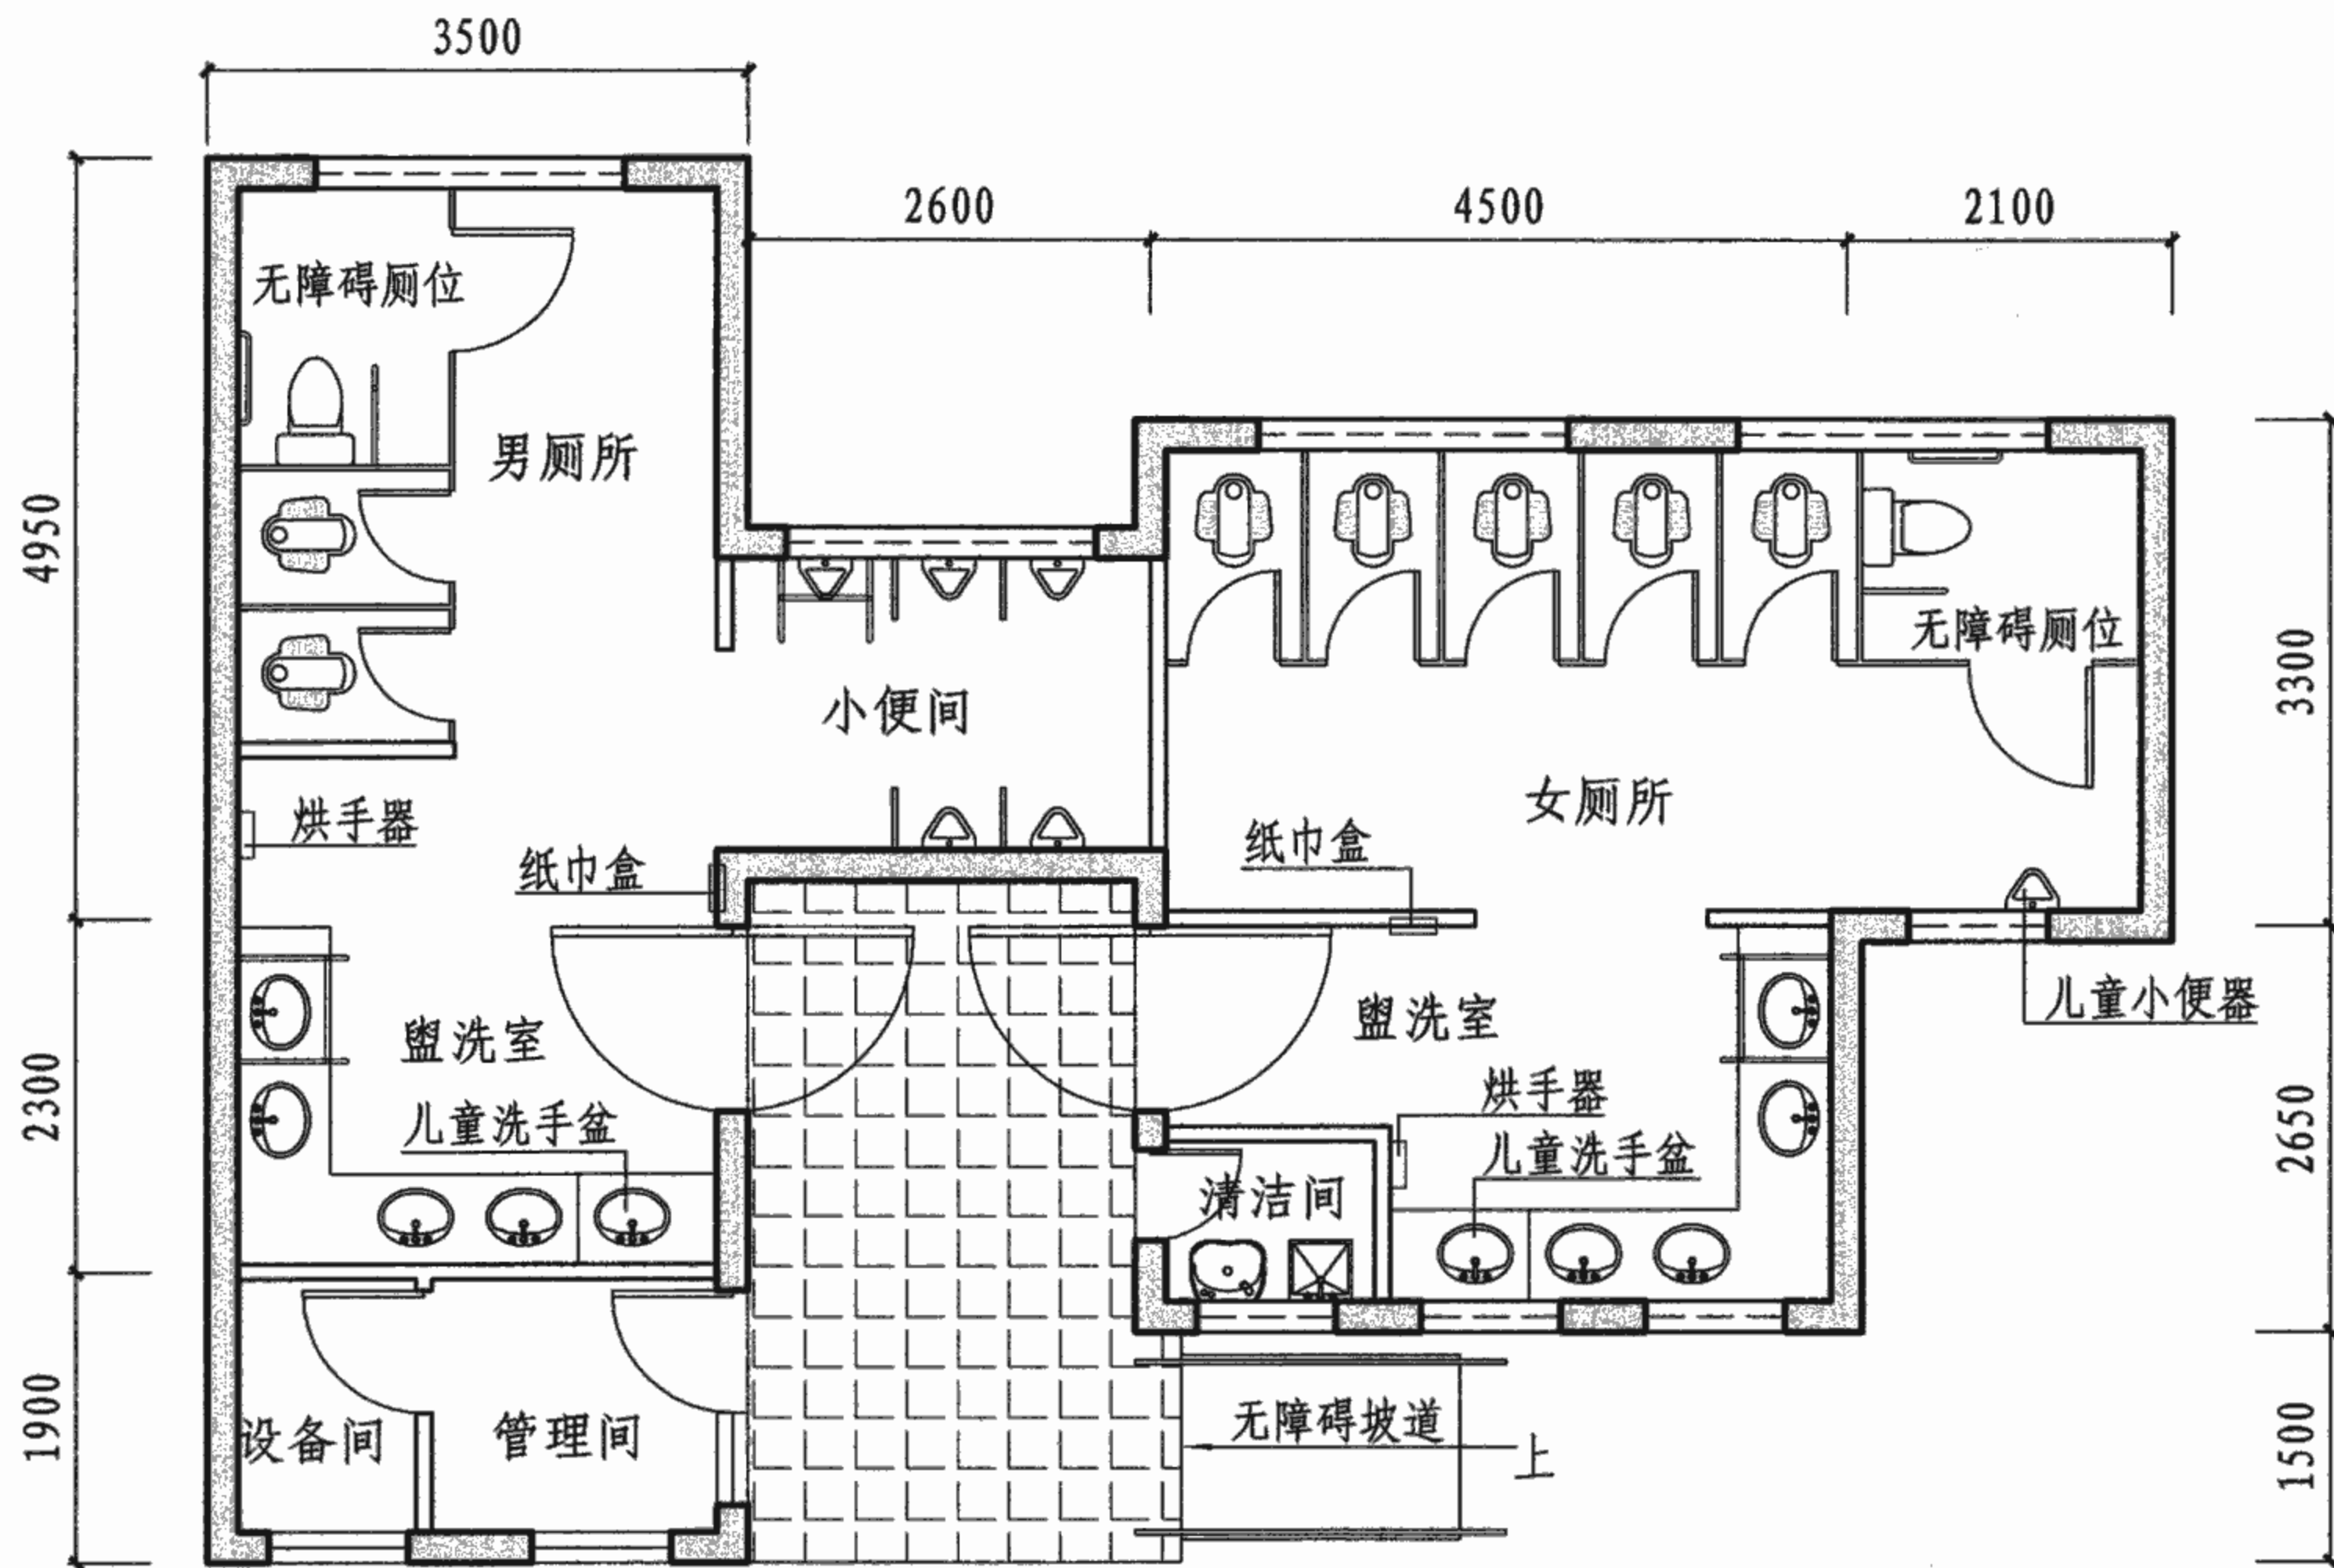 3500
2600
4500
2100
无障碍厕位
男厕所
4950
无障碍厕位
3300
小便间
女厕所
烘手器
纸巾盒
纸巾盒
儿童小便器
盥洗室
盥洗室
2300
烘手器
儿童洗手盆
儿童洗手盆
2650
清洁间
设备间
管理间
无障碍坡道
上
1900
1500